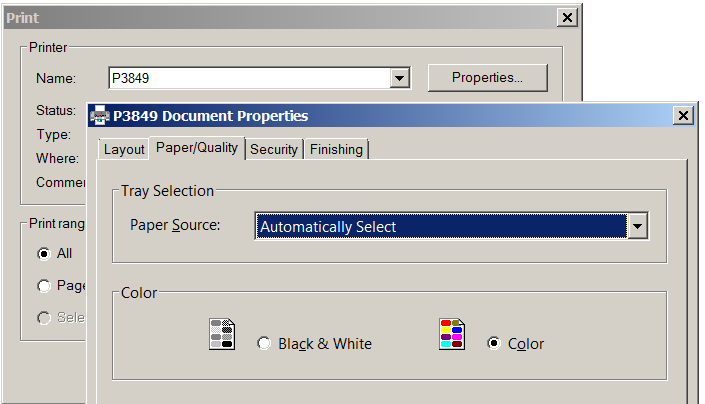 Print
Printer
Name: P3849 Properties...
Status:
Type:
Where:
Print rang
All
Page
Sele
P3849 Document Properties
Layout Paper/Quality Security Finishing
Tray Selection
Paper Source: Automatically Select
Color
Black & White Color